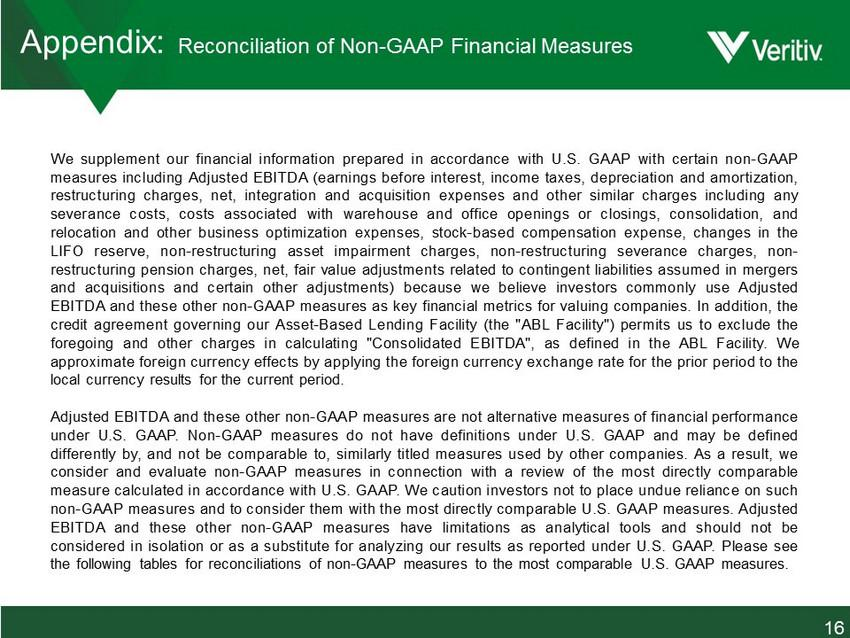 Appendix: Reconciliation of Non-GAAP Financial Measures
Veritiv.
We supplement our financial information prepared in accordance with U.S. GAAP with certain non-GAAP
measures including Adjusted EBITDA (earnings before interest, income taxes, depreciation and amortization,
restructuring charges, net, integration and acquisition expenses and other similar charges including any
severance costs, costs associated with warehouse and office openings or closings, consolidation, and
relocation and other business optimization expenses, stock-based compensation expense, changes in the
LIFO reserve, non-restructuring asset impairment charges, non-restructuring severance charges, non-
restructuring pension charges, net, fair value adjustments related to contingent liabilities assumed in mergers
and acquisitions and certain other adjustments) because we believe investors commonly use Adjusted
EBITDA and these other non-GAAP measures as key financial metrics for valuing companies. In addition, the
credit agreement governing our Asset-Based Lending Facility (the "ABL Facility") permits us to exclude the
foregoing and other charges in calculating "Consolidated EBITDA", as defined in the ABL Facility. We
approximate foreign currency effects by applying the foreign currency exchange rate for the prior period to the
local currency results for the current period.
Adjusted EBITDA and these other non-GAAP measures are not alternative measures of financial performance
under U.S. GAAP. Non-GAAP measures do not have definitions under U.S. GAAP and may be defined
differently by, and not be comparable to, similarly titled measures used by other companies. As a result, we
consider and evaluate non-GAAP measures in connection with a review of the most directly comparable
measure calculated in accordance with U.S. GAAP. We caution investors not to place undue reliance on such
non-GAAP measures and to consider them with the most directly comparable U.S. GAAP measures. Adjusted
EBITDA and these other non-GAAP measures have limitations as analytical tools and should not be
considered in isolation or as a substitute for analyzing our results as reported under U.S. GAAP. Please see
the following tables for reconciliations of non-GAAP measures to the most comparable U.S. GAAP measures.
16